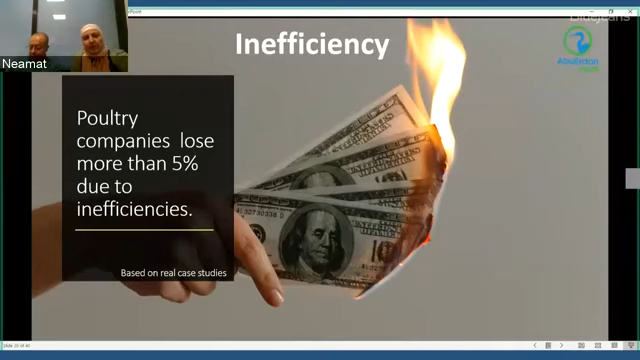 BlueJeans
Inefficiency
Neamat
Poultry
companies lose
more than 5%
due to
inefficiencies.
Based on real case studies